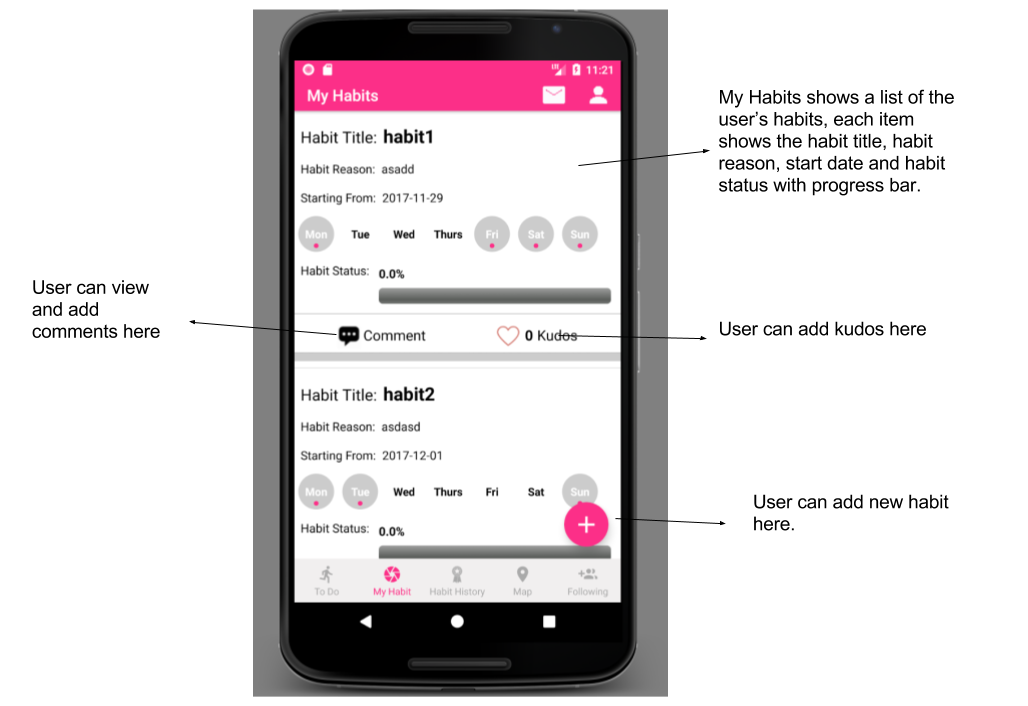 11:21
My Habits
Habit Title: habit1
Habit Reason: asadd
Starting From: 2017-11-29
Mon Tue Wed Thurs Fri Sat Sun
Habit Status: 0.0%
Comment 0 Kudos
Habit Title: habit2
Habit Reason: asdasd
Starting From: 2017-12-01
Mon Tue Wed Thurs Fri Sat Sun
Habit Status: 0.0%
+
To Do My Habit Habit History Map Following
My Habits shows a list of the
user’s habits, each item
shows the habit title, habit
reason, start date and habit
status with progress bar.
User can view
and add
comments here
User can add kudos here
User can add new habit
here.